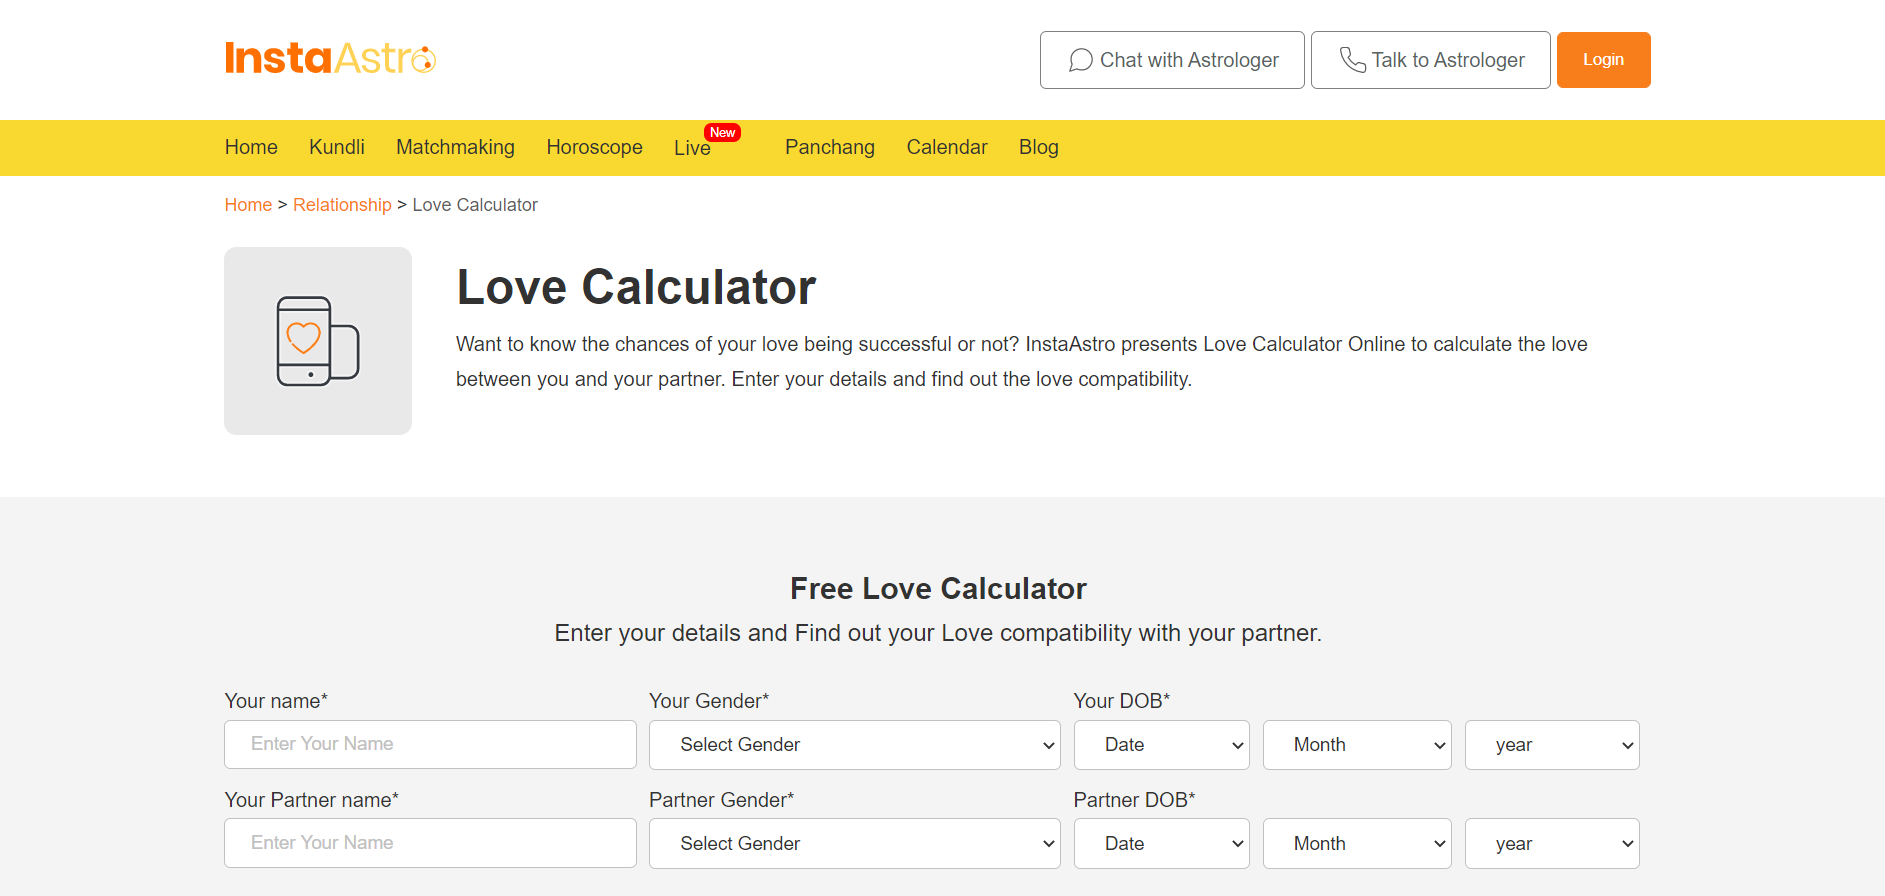 InstaAstro
Chat with Astrologer
Talk to Astrologer
Login
Home
Kundli
Matchmaking
Horoscope
Live
New
Panchang
Calendar
Blog
Home > Relationship > Love Calculator
Love Calculator
Want to know the chances of your love being successful or not? InstaAstro presents Love Calculator Online to calculate the love
between you and your partner. Enter your details and find out the love compatibility.
Free Love Calculator
Enter your details and Find out your Love compatibility with your partner.
Your name*
Your Gender*
Your DOB*
Enter Your Name
Select Gender
Date
Month
year
Your Partner name*
Partner Gender*
Partner DOB*
Enter Your Name
Select Gender
Date
Month
year